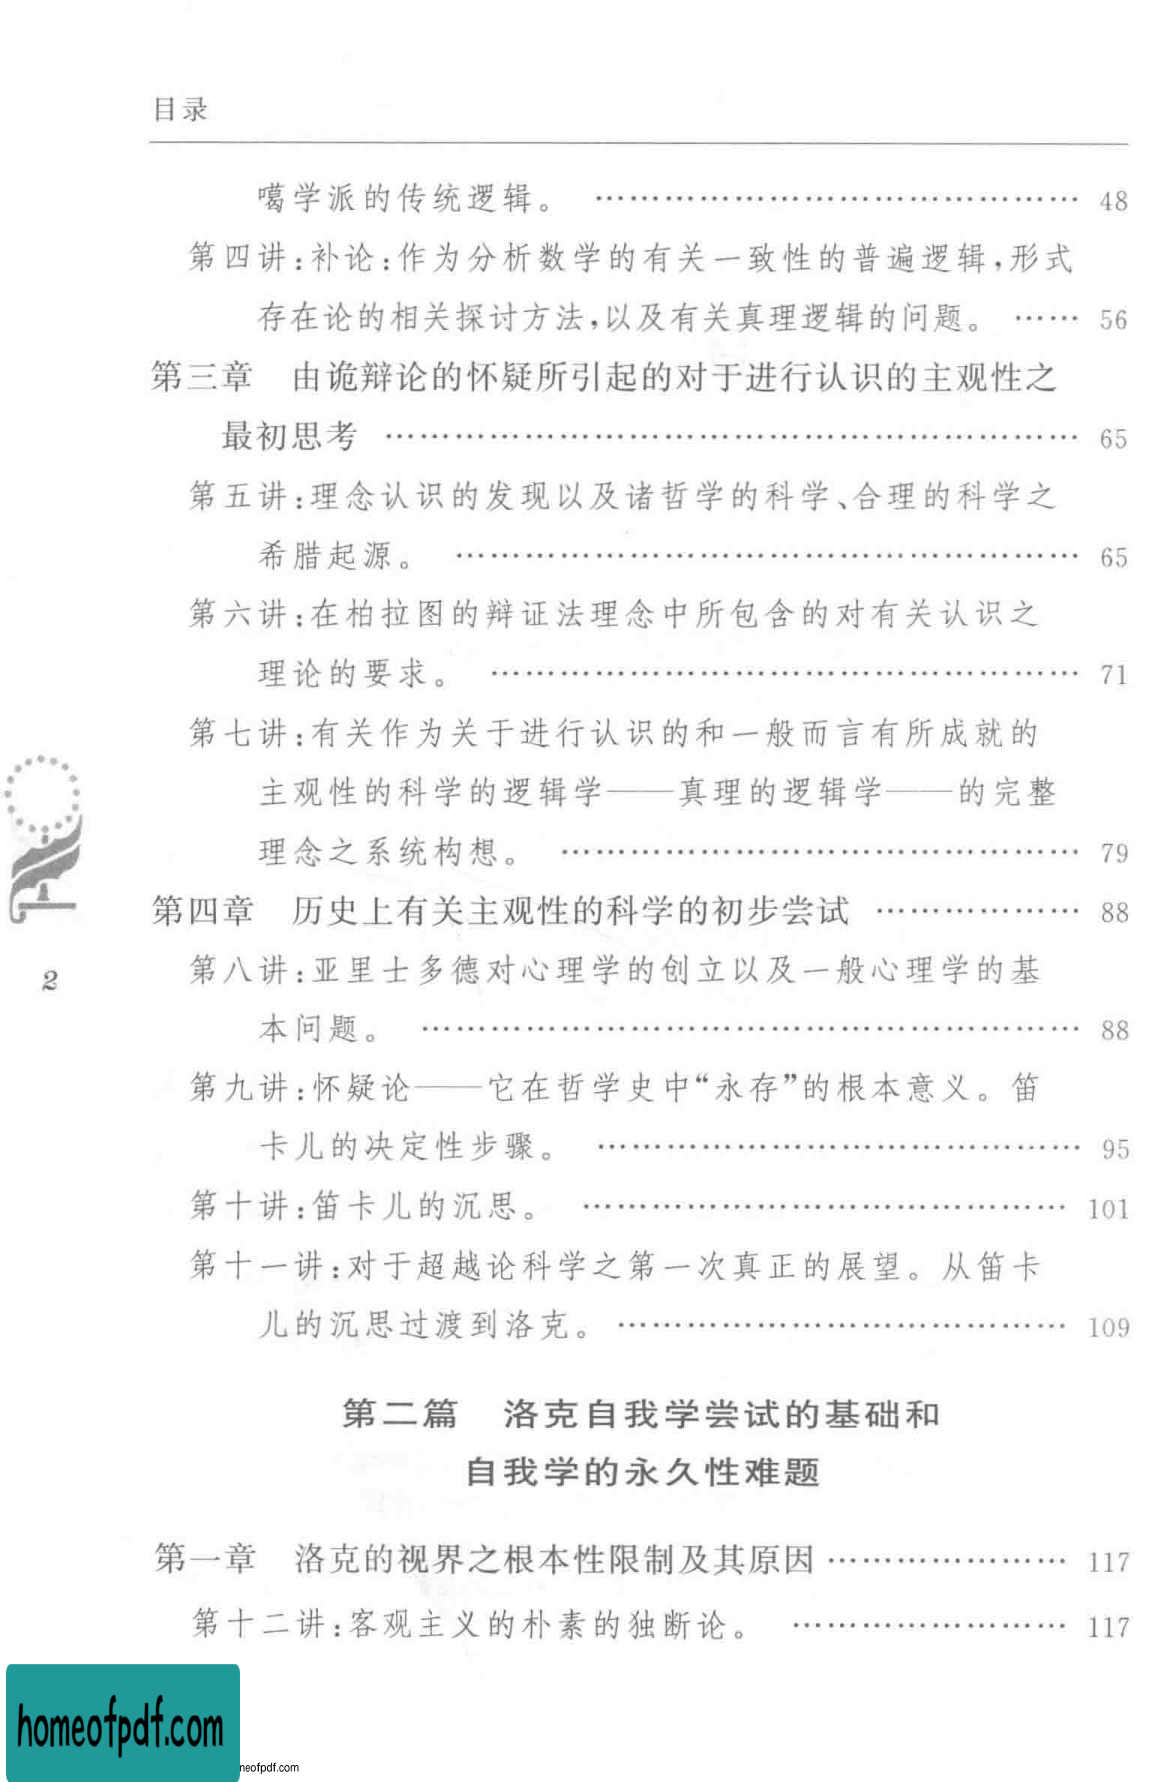 目录
噶学派的传统逻辑。 …………………………………… 48
第四讲:补论:作为分析数学的有关一致性的普遍逻辑,形式
存在论的相关探讨方法,以及有关真理逻辑的问题。 …… 56
第三章 由诡辩论的怀疑所引起的对于进行认识的主观性之
最初思考 …………………………………………………… 65
第五讲:理念认识的发现以及诸哲学的科学、合理的科学之
希腊起源。 ……………………………………………… 65
第六讲:在柏拉图的辩证法理念中所包含的对有关认识之
理论的要求。 …………………………………………… 71
第七讲:有关作为关于进行认识的和一般而言有所成就的
主观性的科学的逻辑学——真理的逻辑学——的完整
理念之系统构想。 ……………………………………… 79
第四章 历史上有关主观性的科学的初步尝试 ……………… 88
第八讲:亚里士多德对心理学的创立以及一般心理学的基
本问题。 ………………………………………………… 88
第九讲:怀疑论——它在哲学史中“永存”的根本意义。笛
卡儿的决定性步骤。 …………………………………… 95
2
第十讲:笛卡儿的沉思。 …………………………………… 101
第十一讲:对于超越论科学之第一次真正的展望。从笛卡
儿的沉思过渡到洛克。 ………………………………… 109
第二篇 洛克自我学尝试的基础和
自我学的永久性难题
第一章 洛克的视界之根本性限制及其原因 ………………… 117
第十二讲:客观主义的朴素的独断论。 …………………… 117
homeofpdf.com
neofpdf.com